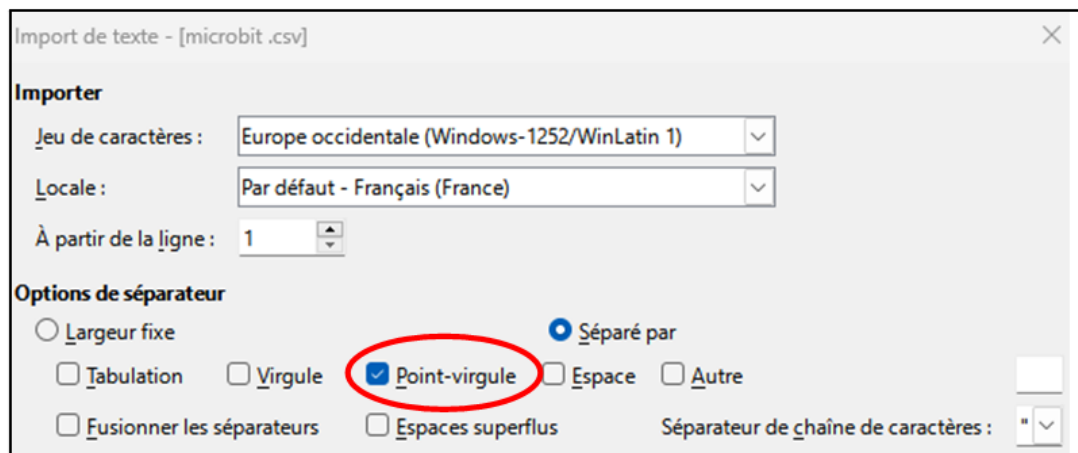 Import de texte - [microbit .csv]
Importer
Jeu de caractères : Europe occidentale (Windows-1252/WinLatin 1)
Locale : Par défaut - Français (France)
À partir de la ligne : 1
Options de séparateur
Largeur fixe Séparé par
Tabulation Virgule Point-virgule Espace Autre
Fusionner les séparateurs Espaces superflus Séparateur de chaîne de caractères : "